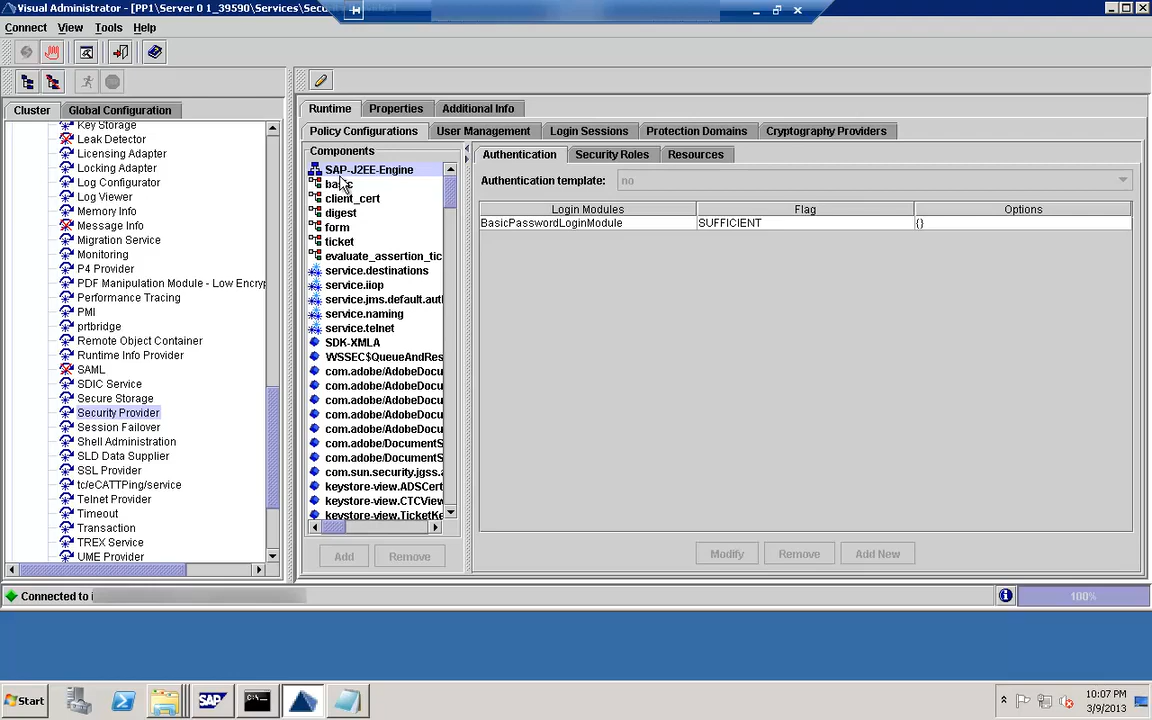 Visual Administrator - [PP1\Server 0 1_39590\Services\Secu
Connect View Tools Help
Cluster Global Configuration
Key Storage
Leak Detector
Licensing Adapter
Locking Adapter
Log Configurator
Log Viewer
Memory Info
Message Info
Migration Service
Monitoring
P4 Provider
PDF Manipulation Module - Low Encryp
Performance Tracing
PMI
prtbridge
Remote Object Container
Runtime Info Provider
SAML
SDIC Service
Secure Storage
Security Provider
Session Failover
Shell Administration
SLD Data Supplier
SSL Provider
tc/eCATTPing/service
Telnet Provider
Timeout
Transaction
TREX Service
UME Provider
Runtime Properties Additional Info
Policy Configurations User Management Login Sessions Protection Domains Cryptography Providers
Components
SAP-J2EE-Engine
basic
client_cert
digest
form
ticket
evaluate_assertion_tic
service.destinations
service.iiop
service.jms.default.aut
service.naming
service.telnet
SDK-XMLA
WSSEC$QueueAndRes
com.adobe/AdobeDocu
com.adobe/AdobeDocu
com.adobe/AdobeDocu
com.adobe/AdobeDocu
com.adobe/AdobeDocu
com.adobe/DocumentS
com.adobe/DocumentS
com.sun.security.jgss.a
keystore-view.ADSCert
keystore-view.CTCView
keystore-view.TicketKe
Add Remove
Authentication Security Roles Resources
Authentication template: no
Login Modules Flag Options
BasicPasswordLoginModule SUFFICIENT {}
Modify Remove Add New
Connected to i
100%
Start
SAP
10:07 PM
3/9/2013